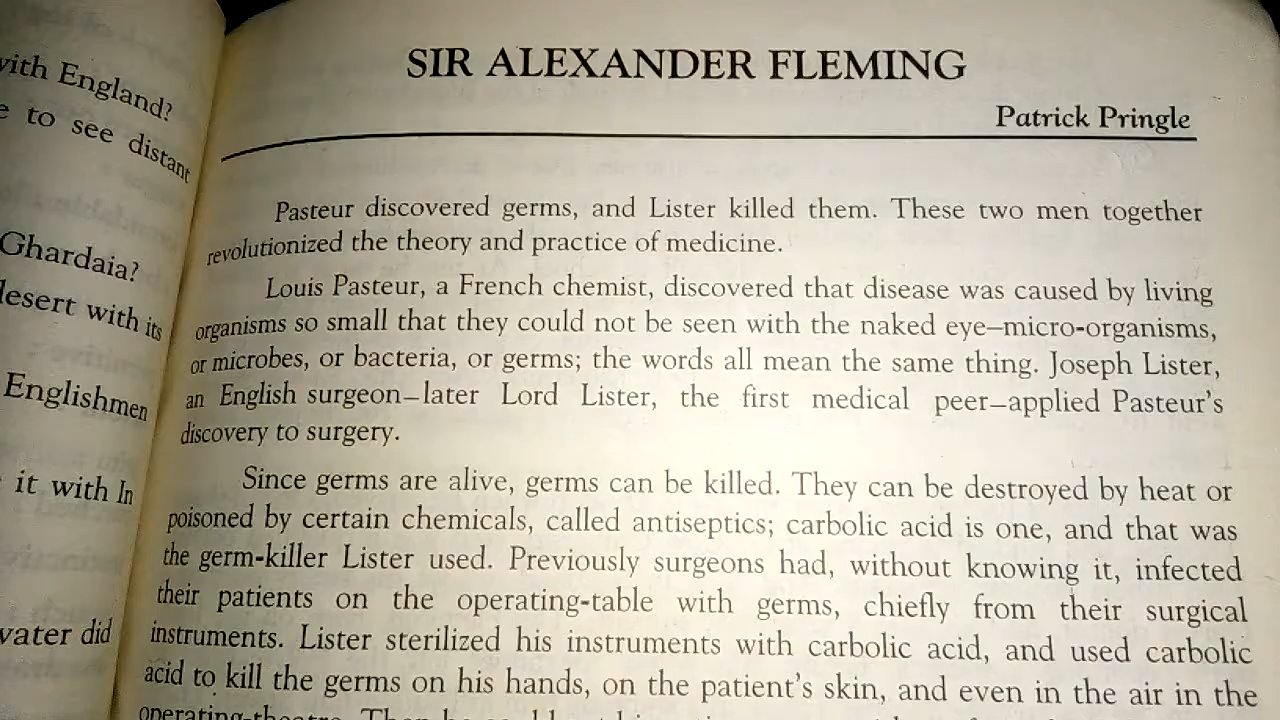 with England?
to see distant
Ghardaia?
desert with its
Englishmen
it with In
water did
SIR ALEXANDER FLEMING
Patrick Pringle
Pasteur discovered germs, and Lister killed them. These two men together
revolutionized the theory and practice of medicine.
Louis Pasteur, a French chemist, discovered that disease was caused by living
organisms so small that they could not be seen with the naked eye–micro-organisms,
or microbes, or bacteria, or germs; the words all mean the same thing. Joseph Lister,
an English surgeon–later Lord Lister, the first medical peer–applied Pasteur's
discovery to surgery.
Since germs are alive, germs can be killed. They can be destroyed by heat or
poisoned by certain chemicals, called antiseptics; carbolic acid is one, and that was
the germ-killer Lister used. Previously surgeons had, without knowing it, infected
their patients on the operating-table with germs, chiefly from their surgical
instruments. Lister sterilized his instruments with carbolic acid, and used carbolic
acid to kill the germs on his hands, on the patient's skin, and even in the air in the
operating-theatre.